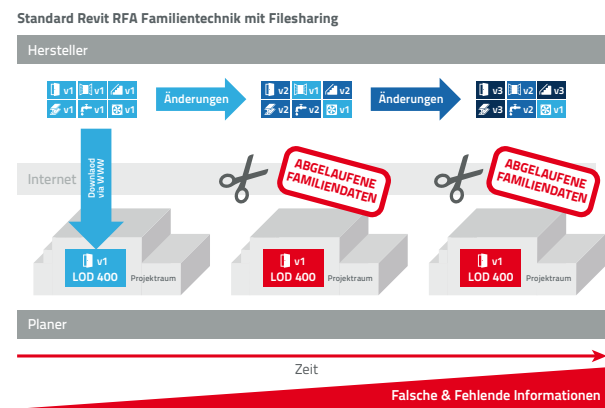 Standard Revit RFA Familientechnik mit Filesharing
Hersteller
v1 v1 v1
v1 v1 v1
Änderungen
v2 v1 v2
v2 v2 v1
Änderungen
v3 v2 v3
v3 v2 v1
Internet
Downlaod
via WWW
ABGELAUFENE
FAMILIENDATEN
ABGELAUFENE
FAMILIENDATEN
v1
LOD 400
Projektraum
v1
LOD 400
Projektraum
v1
LOD 400
Projektraum
Planer
Zeit
Falsche & Fehlende Informationen